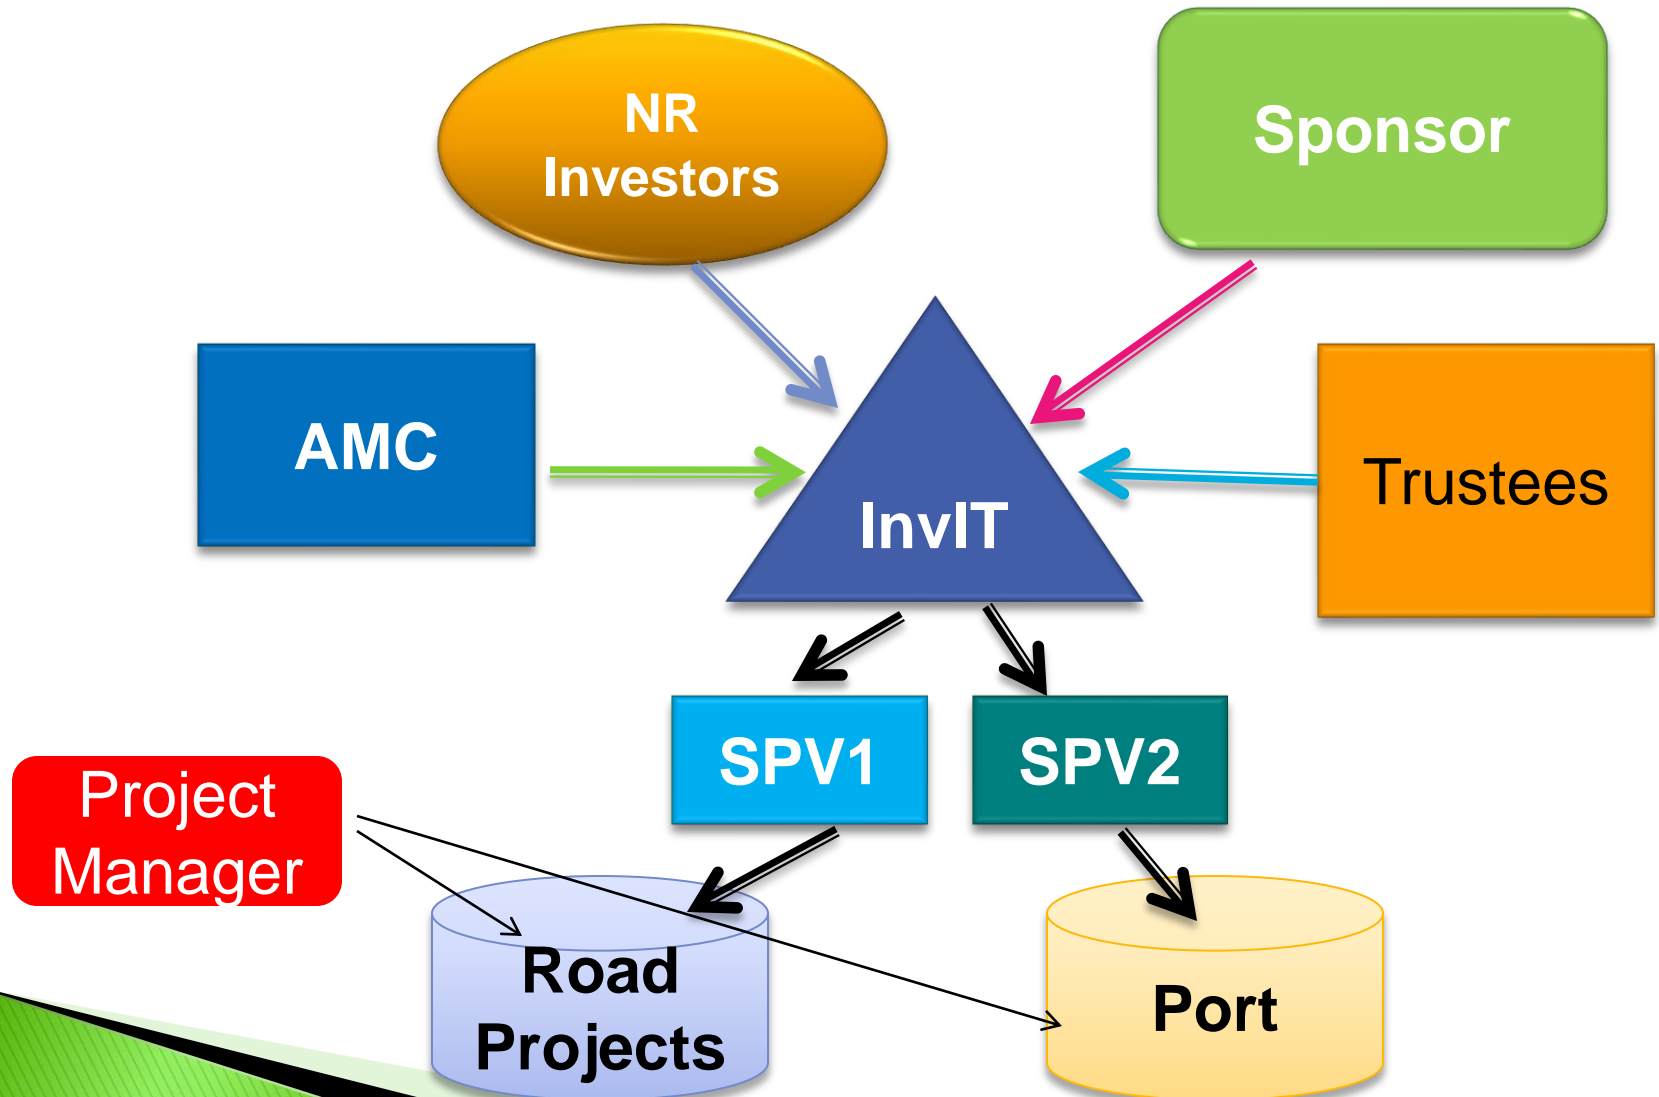 NR
Investors
Sponsor
AMC
InvIT
Trustees
SPV1
SPV2
Project
Manager
Road
Projects
Port